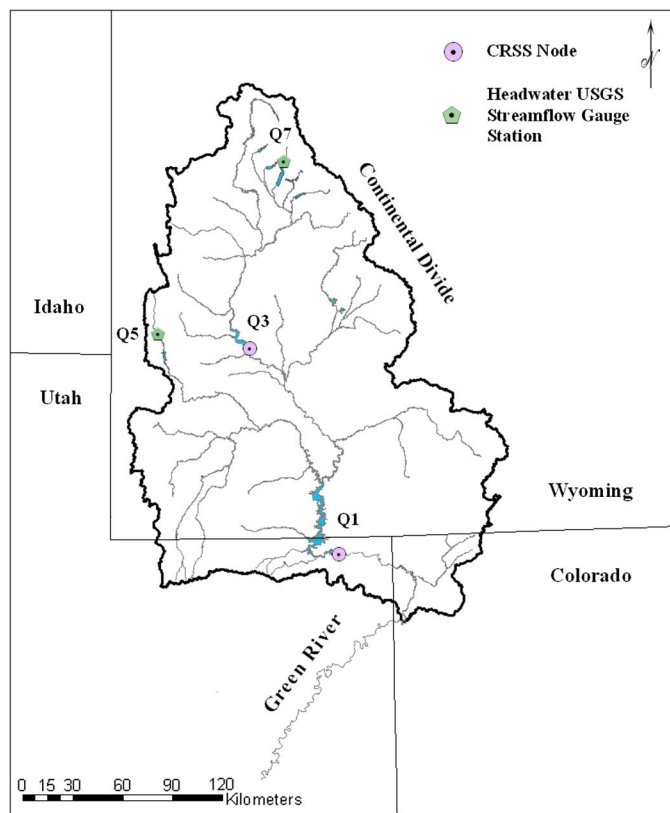 N
CRSS Node
Headwater USGS
Streamflow Gauge
Station
Q7
Continental Divide
Idaho
Q5
Q3
Utah
Wyoming
Q1
Colorado
Green River
0 15 30 60 90 120
Kilometers